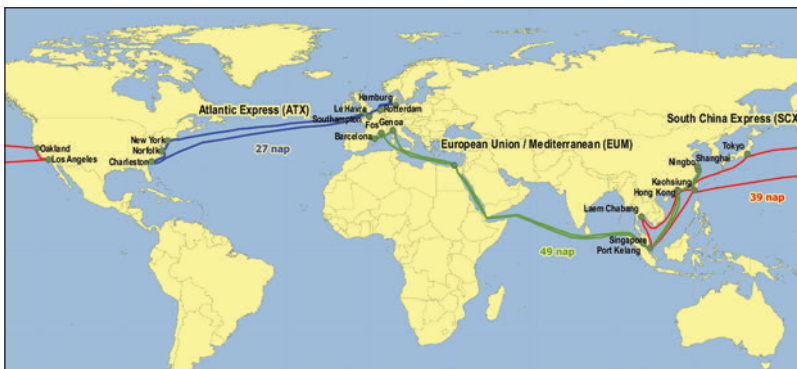 Hamburg
Le Havre
Rotterdam
Atlantic Express (ATX)
Southampton
South China Express (SCX)
Fos
Genoa
New York
Barcelona
Norfolk
European Union / Mediterranean (EUM)
Tokyo
Oakland
27 nap
Shanghai
Los Angeles
Ningbo
Charleston
Kaohsiung
Hong Kong
39 nap
Laem Chabang
Singapore
49 nap
Port Kelang